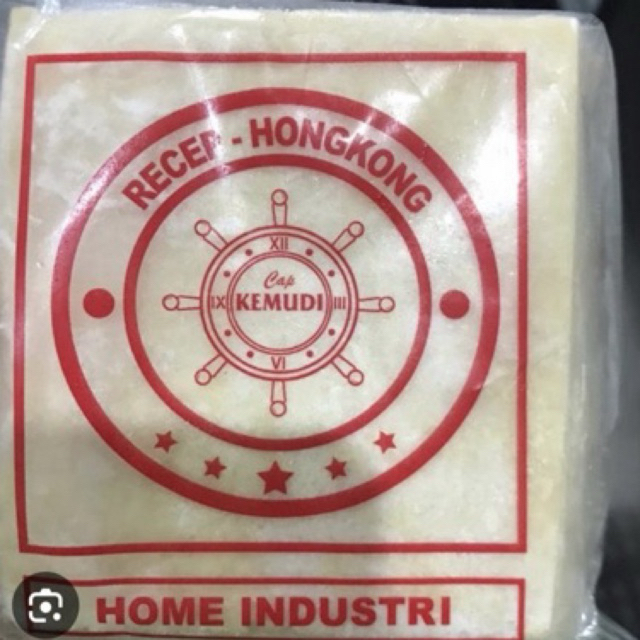 RECEP - HONGKONG
XII
Cap
IX KEMUDI III
VI
HOME INDUSTRI